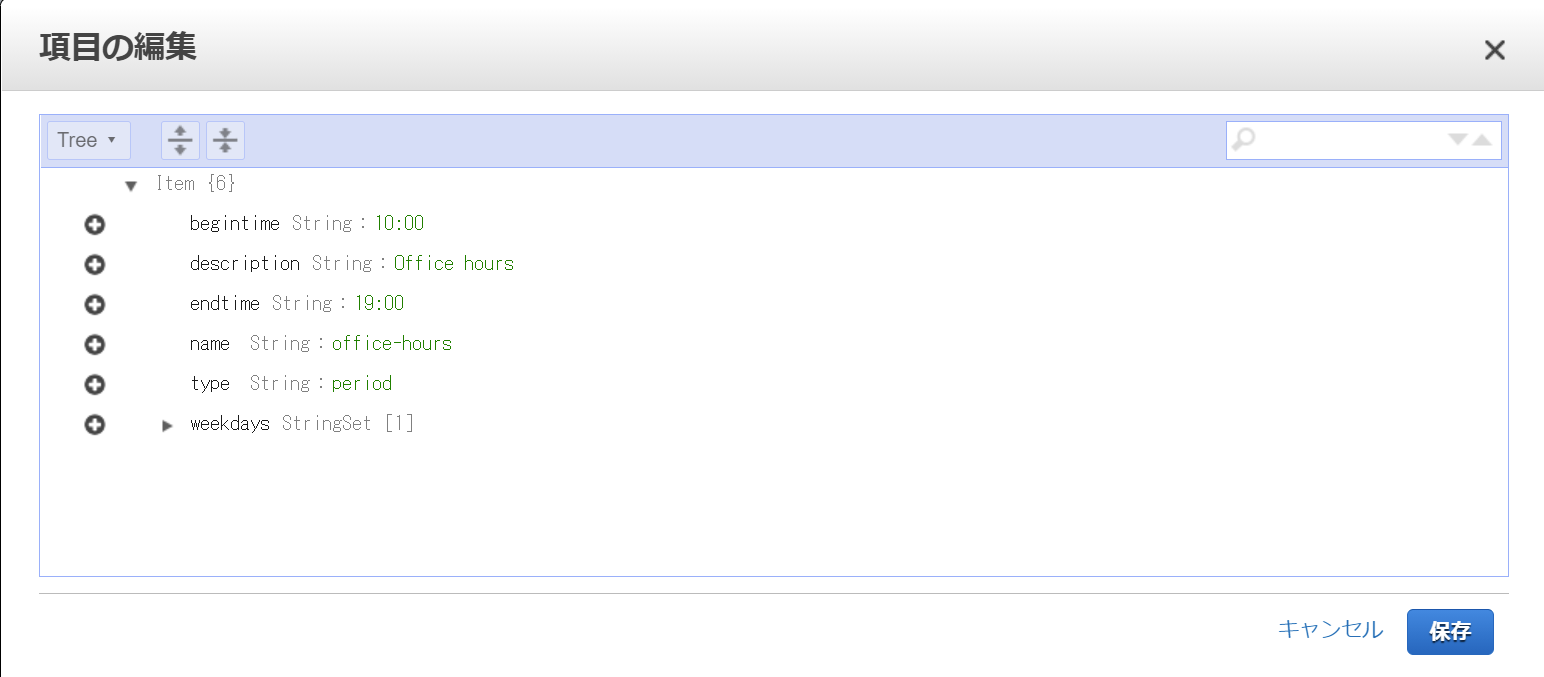 項目の編集
Tree
Item {6}
begintime String : 10:00
description String : Office hours
endtime String : 19:00
name String : office-hours
type String : period
weekdays StringSet [1]
キャンセル 保存